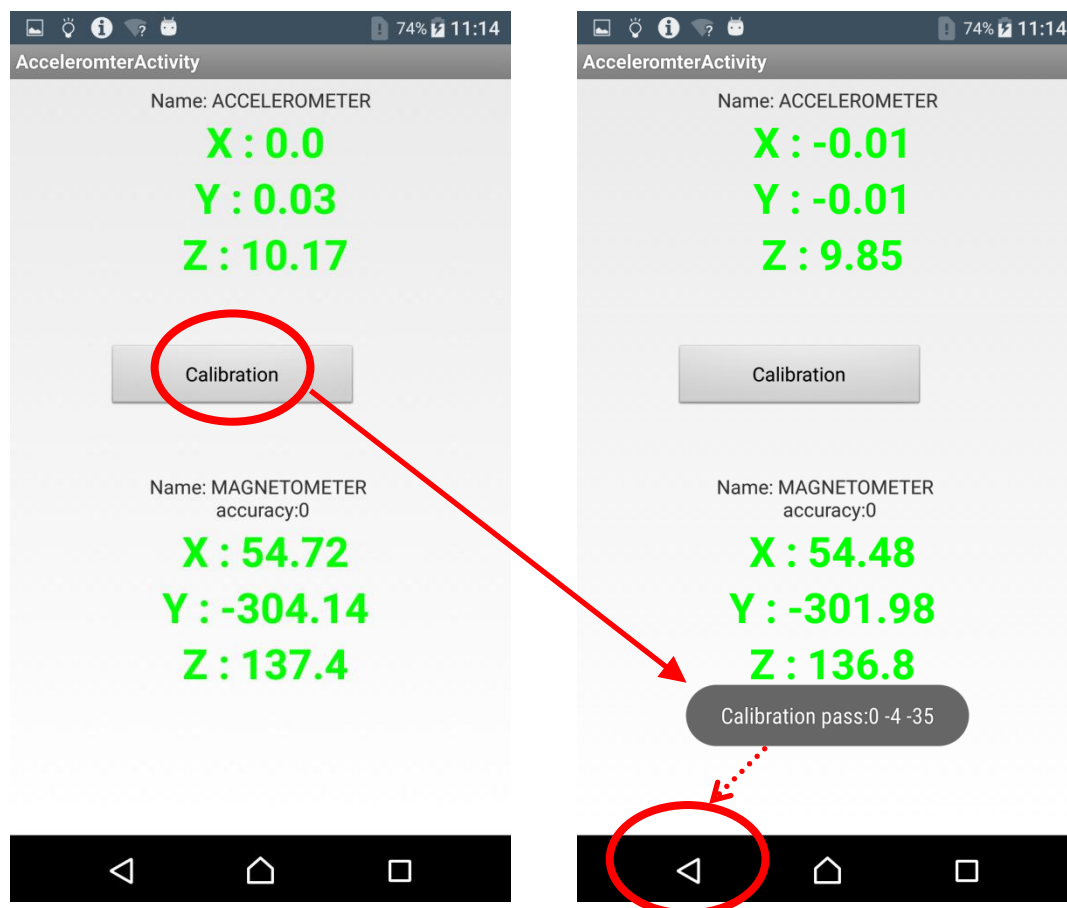 74% 11:14
AcceleromterActivity
Name: ACCELEROMETER
X : 0.0
Y : 0.03
Z : 10.17
Calibration
Name: MAGNETOMETER
accuracy:0
X : 54.72
Y : -304.14
Z : 137.4
74% 11:14
AcceleromterActivity
Name: ACCELEROMETER
X : -0.01
Y : -0.01
Z : 9.85
Calibration
Name: MAGNETOMETER
accuracy:0
X : 54.48
Y : -301.98
Z : 136.8
Calibration pass:0 -4 -35